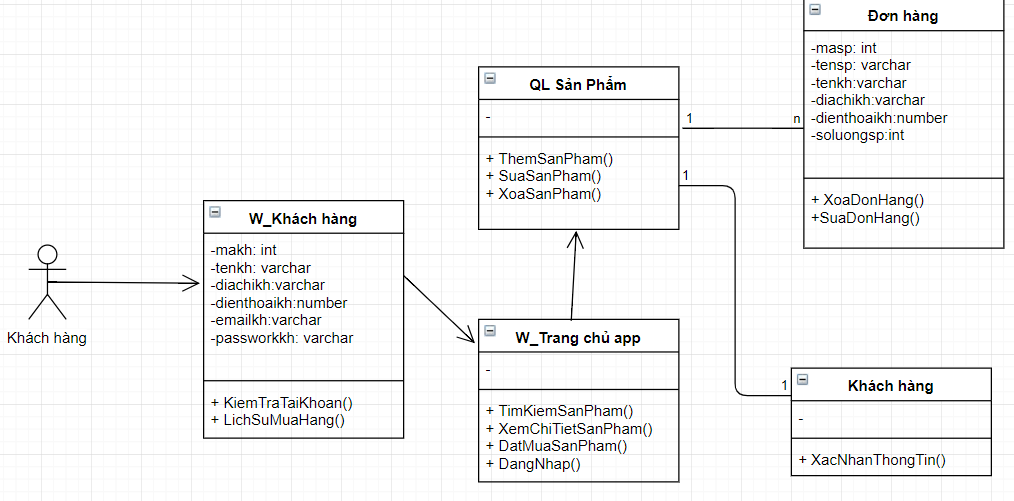 Đơn hàng
-masp: int
-tensp: varchar
-tenkh:varchar
-diachikh:varchar
-dienthoaikh:number
-soluongsp:int
+ XoaDonHang()
+SuaDonHang()
QL Sản Phẩm
-
+ ThemSanPham()
+ SuaSanPham()
+ XoaSanPham()
1
n
1
1
W_Khách hàng
-makh: int
-tenkh: varchar
-diachikh:varchar
-dienthoaikh:number
-emailkh:varchar
-passworkkh: varchar
+ KiemTraTaiKhoan()
+ LichSuMuaHang()
Khách hàng
W_Trang chủ app
-
+ TimKiemSanPham()
+ XemChiTietSanPham()
+ DatMuaSanPham()
+ DangNhap()
Khách hàng
-
+ XacNhanThongTin()